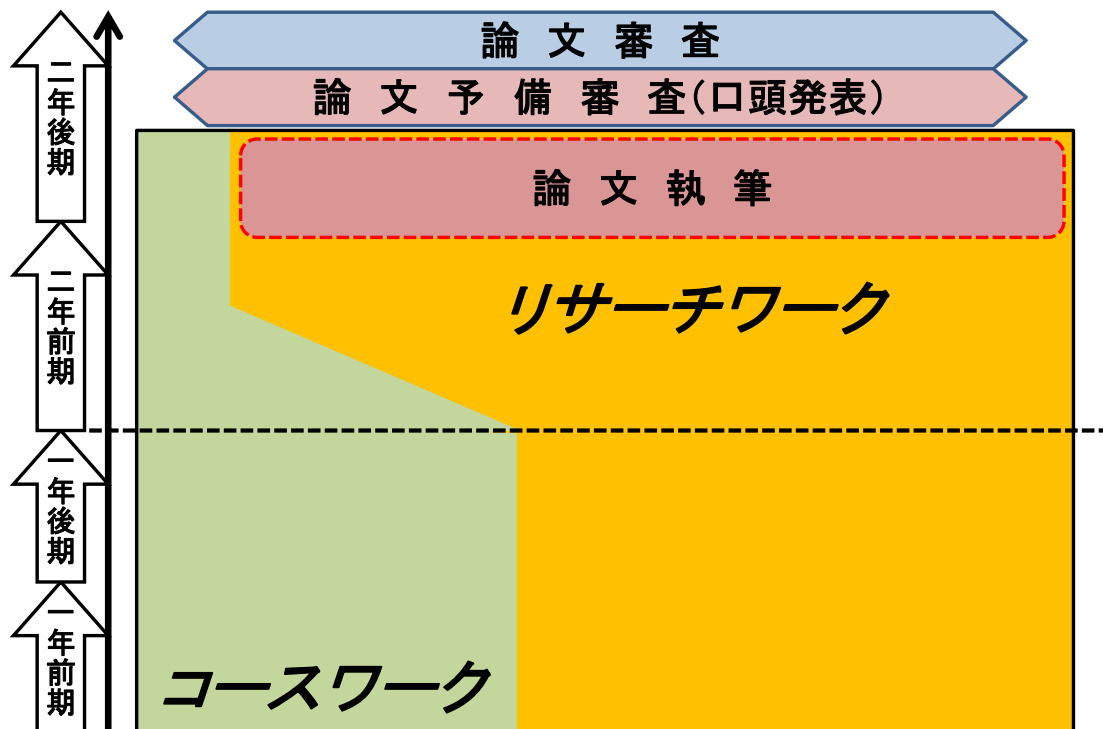 論文審査
論文予備審査(口頭発表)
論文執筆
リサーチワーク
コースワーク
二年後期
二年前期
一年後期
一年前期